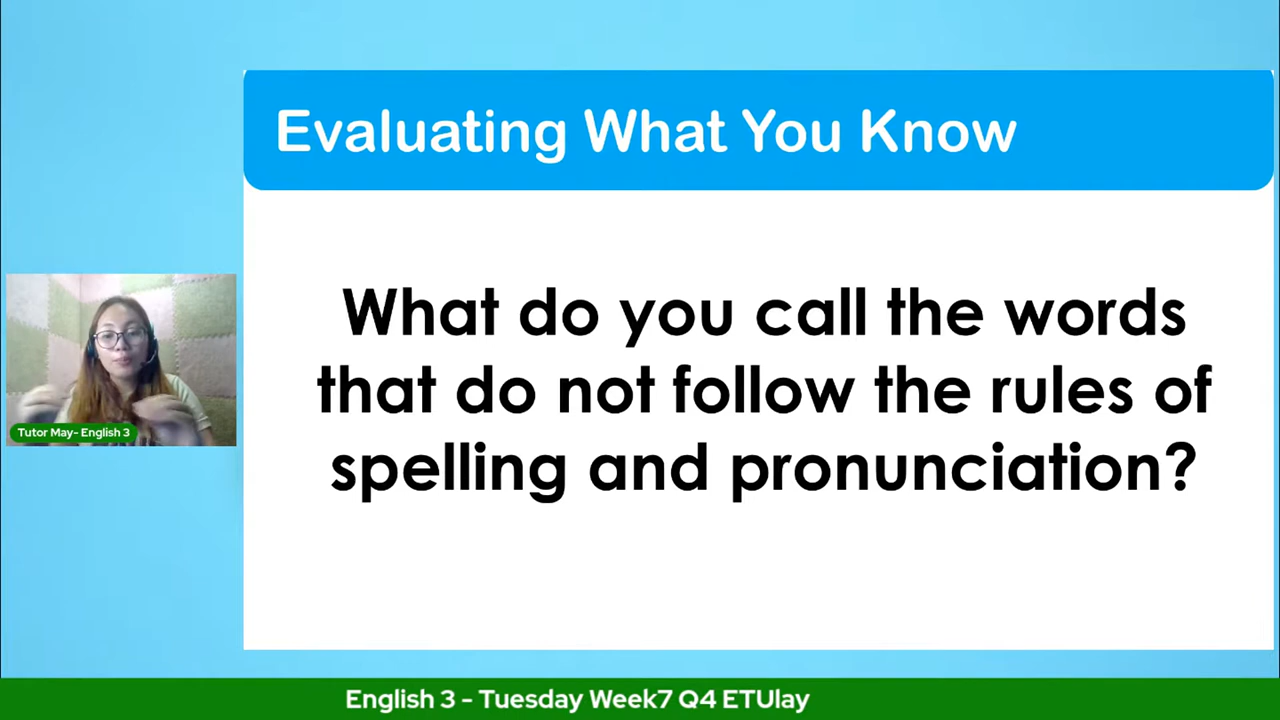 Evaluating What You Know
What do you call the words
that do not follow the rules of
spelling and pronunciation?
Tutor May- English 3
English 3 - Tuesday Week7 Q4 ETUlay